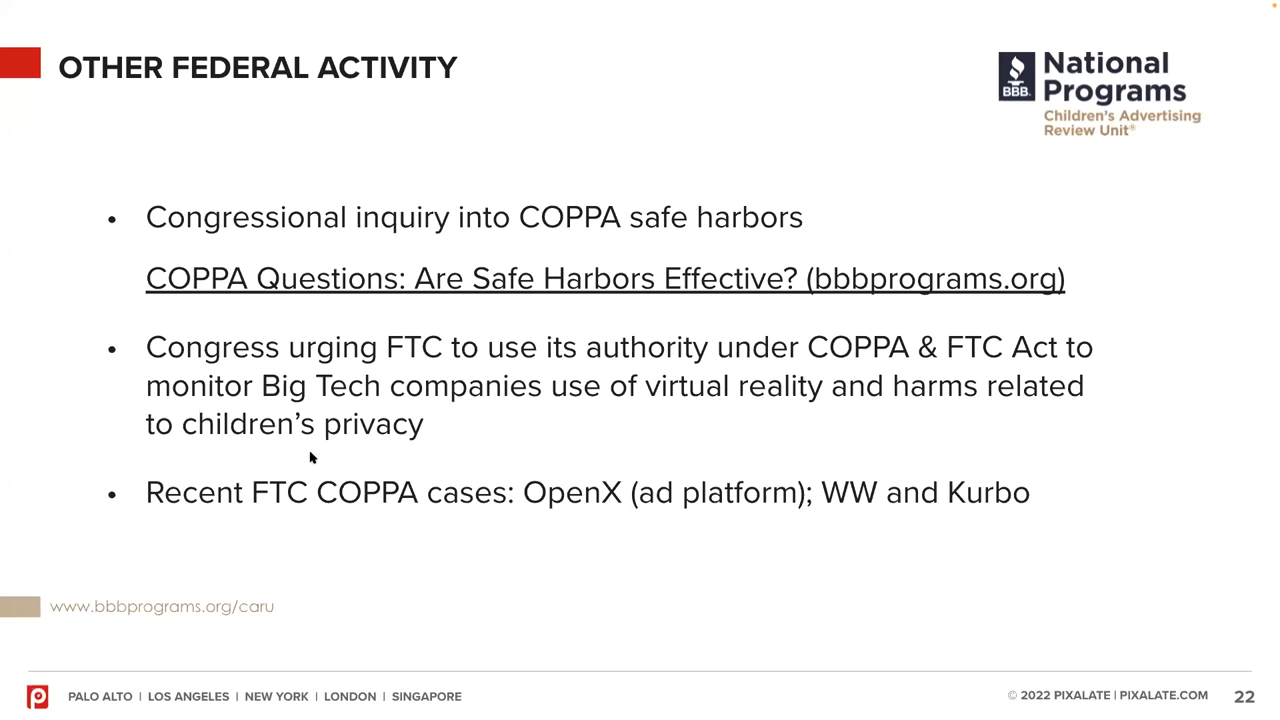 OTHER FEDERAL ACTIVITY
BBB.
National
Programs
Children's Advertising
Review Unit®
• Congressional inquiry into COPPA safe harbors
COPPA Questions: Are Safe Harbors Effective? (bbbprograms.org)
• Congress urging FTC to use its authority under COPPA & FTC Act to
monitor Big Tech companies use of virtual reality and harms related
to children’s privacy
• Recent FTC COPPA cases: OpenX (ad platform); WW and Kurbo
www.bbbprograms.org/caru
PALO ALTO | LOS ANGELES | NEW YORK | LONDON | SINGAPORE
© 2022 PIXALATE | PIXALATE.COM
22